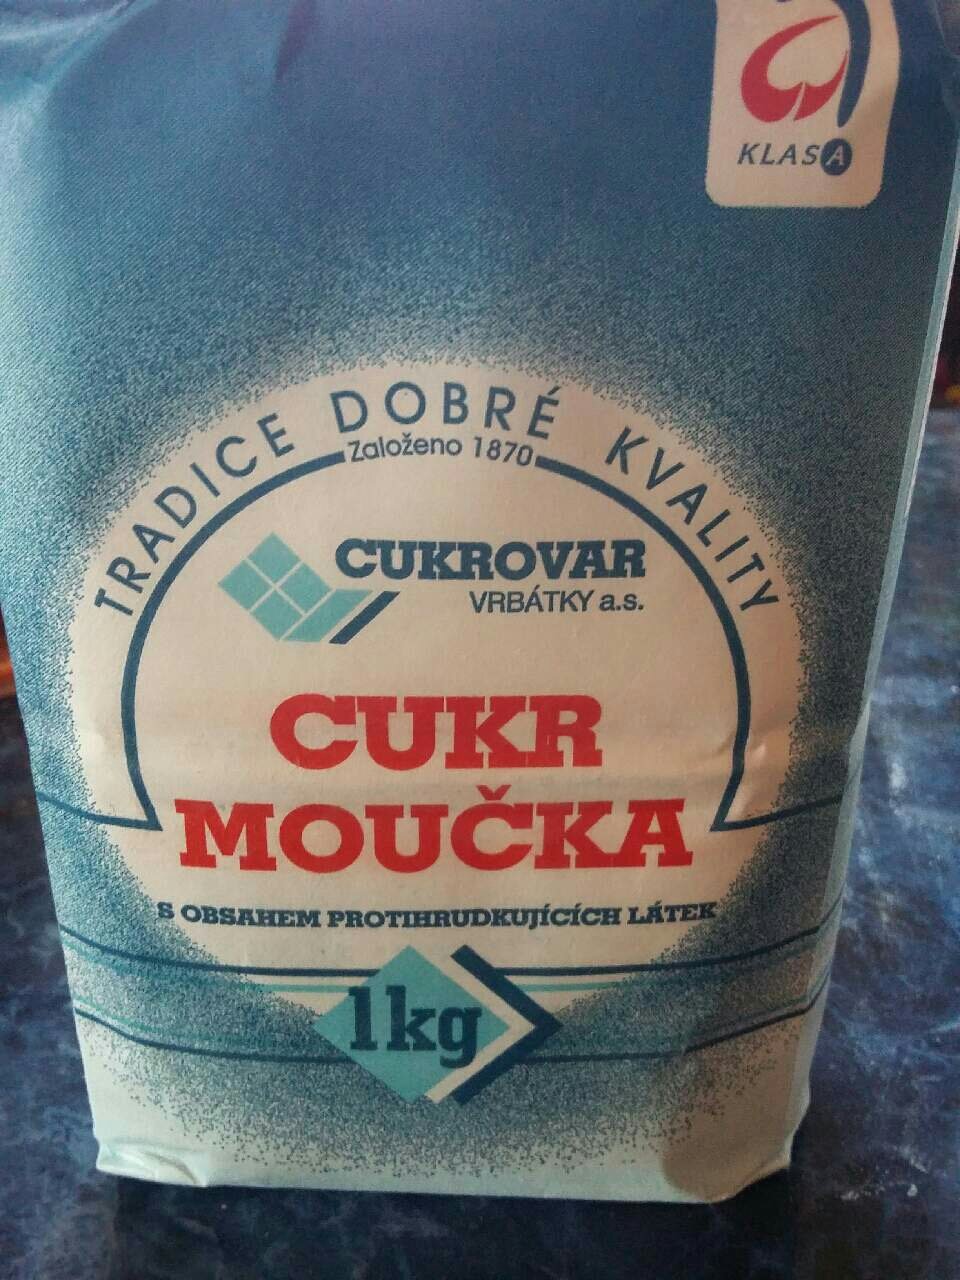 KLASA
TRADICE DOBRÉ KVALITY
Založeno 1870
CUKROVAR
VRBÁTKY a.s.
CUKR
MOUČKA
S OBSAHEM PROTIHRUDKUJÍCÍCH LÁTEK
1kg